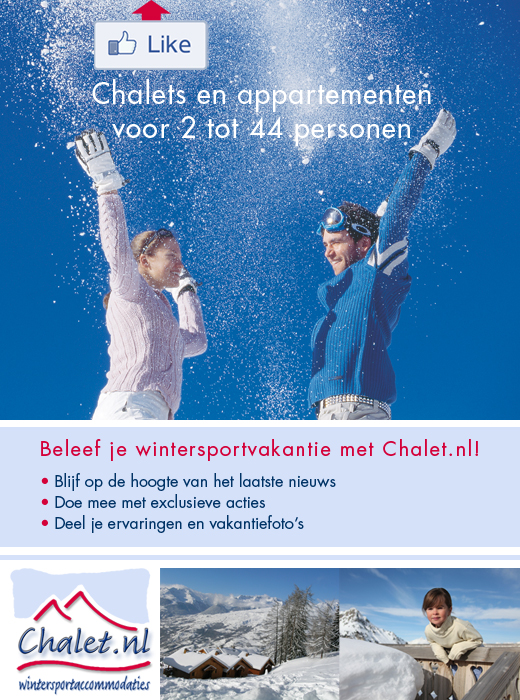 Like
Chalets en appartementen
voor 2 tot 44 personen
Beleef je wintersportvakantie met Chalet.nl!
• Blijf op de hoogte van het laatste nieuws
• Doe mee met exclusieve acties
• Deel je ervaringen en vakantiefoto's
Chalet.nl
wintersportaccommodaties